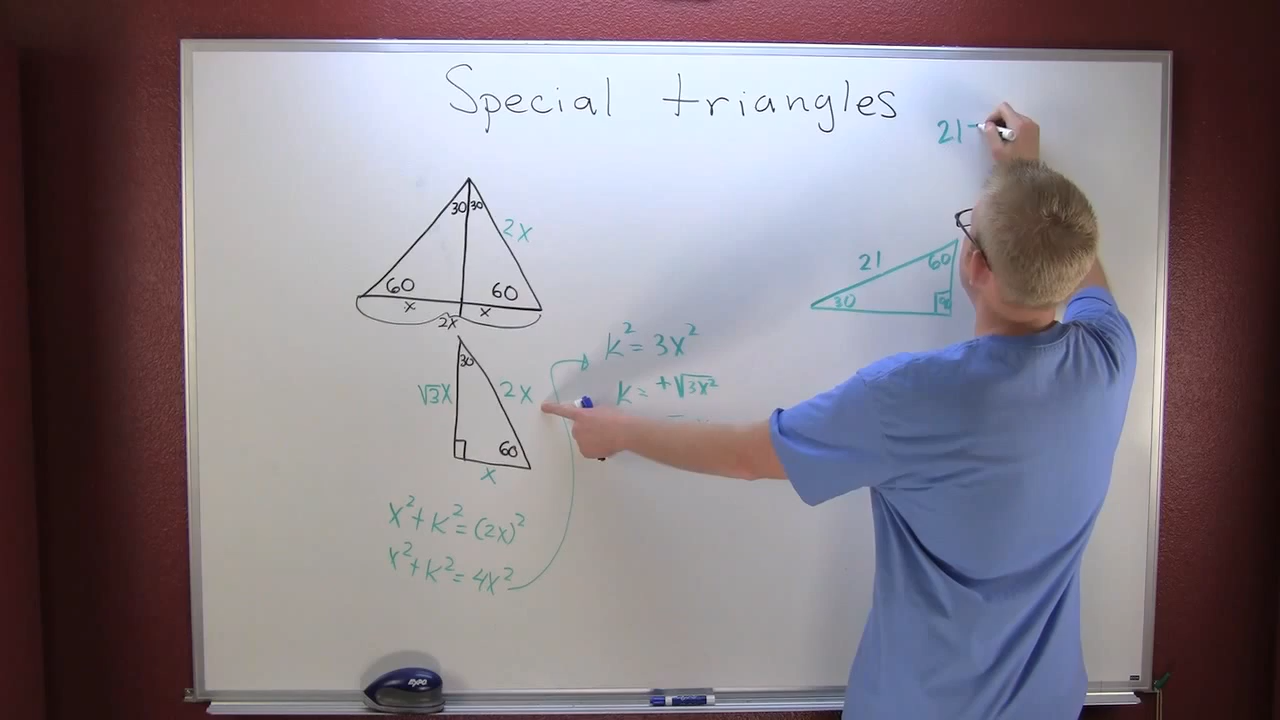 Special triangles
21
30 30
2x
60 60
x x
2x
30
√3x 2x
60
x
x²+k²=(2x)²
x²+k²=4x²
k²=3x²
k=+√3x²
21 60
30
EXPO